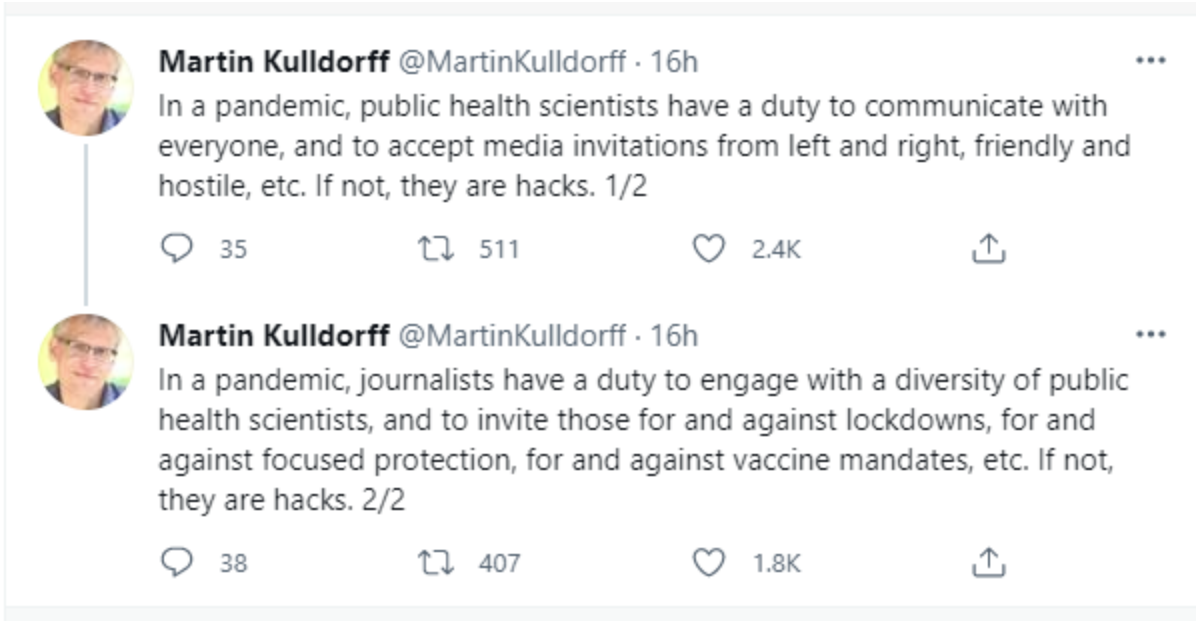 Martin Kulldorff @MartinKulldorff · 16h
In a pandemic, public health scientists have a duty to communicate with
everyone, and to accept media invitations from left and right, friendly and
hostile, etc. If not, they are hacks. 1/2
35 511 2.4K
Martin Kulldorff @MartinKulldorff · 16h
In a pandemic, journalists have a duty to engage with a diversity of public
health scientists, and to invite those for and against lockdowns, for and
against focused protection, for and against vaccine mandates, etc. If not,
they are hacks. 2/2
38 407 1.8K